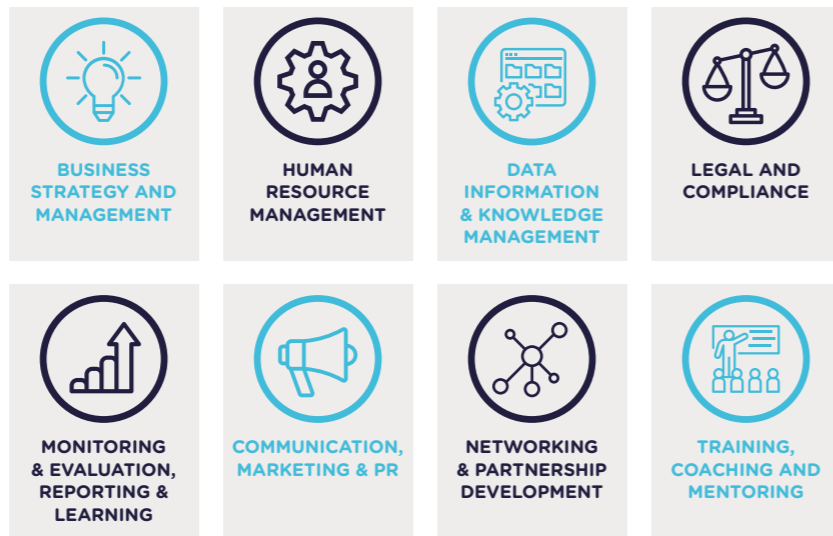 BUSINESS
STRATEGY AND
MANAGEMENT
HUMAN
RESOURCE
MANAGEMENT
DATA
INFORMATION
& KNOWLEDGE
MANAGEMENT
LEGAL AND
COMPLIANCE
MONITORING
& EVALUATION,
REPORTING &
LEARNING
COMMUNICATION,
MARKETING & PR
NETWORKING
& PARTNERSHIP
DEVELOPMENT
TRAINING,
COACHING AND
MENTORING